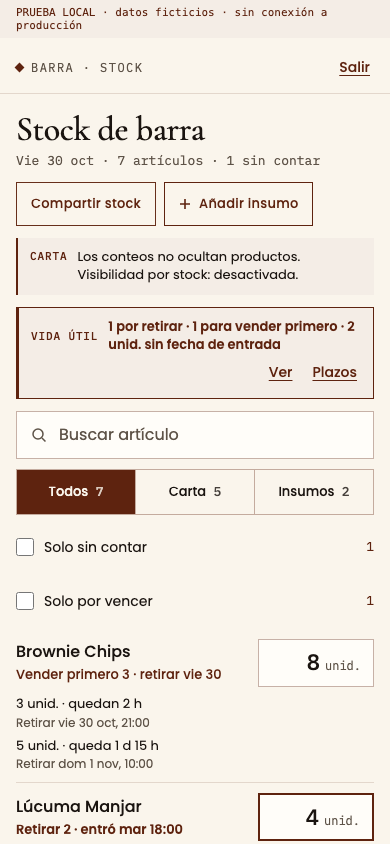 PRUEBA LOCAL · datos ficticios · sin conexión a
producción
BARRA · STOCK
Salir
Stock de barra
Vie 30 oct · 7 artículos · 1 sin contar
Compartir stock
+ Añadir insumo
CARTA
Los conteos no ocultan productos.
Visibilidad por stock: desactivada.
VIDA ÚTIL
1 por retirar · 1 para vender primero · 2
unid. sin fecha de entrada
Ver
Plazos
Buscar artículo
Todos 7
Carta 5
Insumos 2
Solo sin contar
1
Solo por vencer
1
Brownie Chips
8 unid.
Vender primero 3 · retirar vie 30
3 unid. · quedan 2 h
Retirar vie 30 oct, 21:00
5 unid. · queda 1 d 15 h
Retirar dom 1 nov, 10:00
Lúcuma Manjar
4 unid.
Retirar 2 · entró mar 18:00